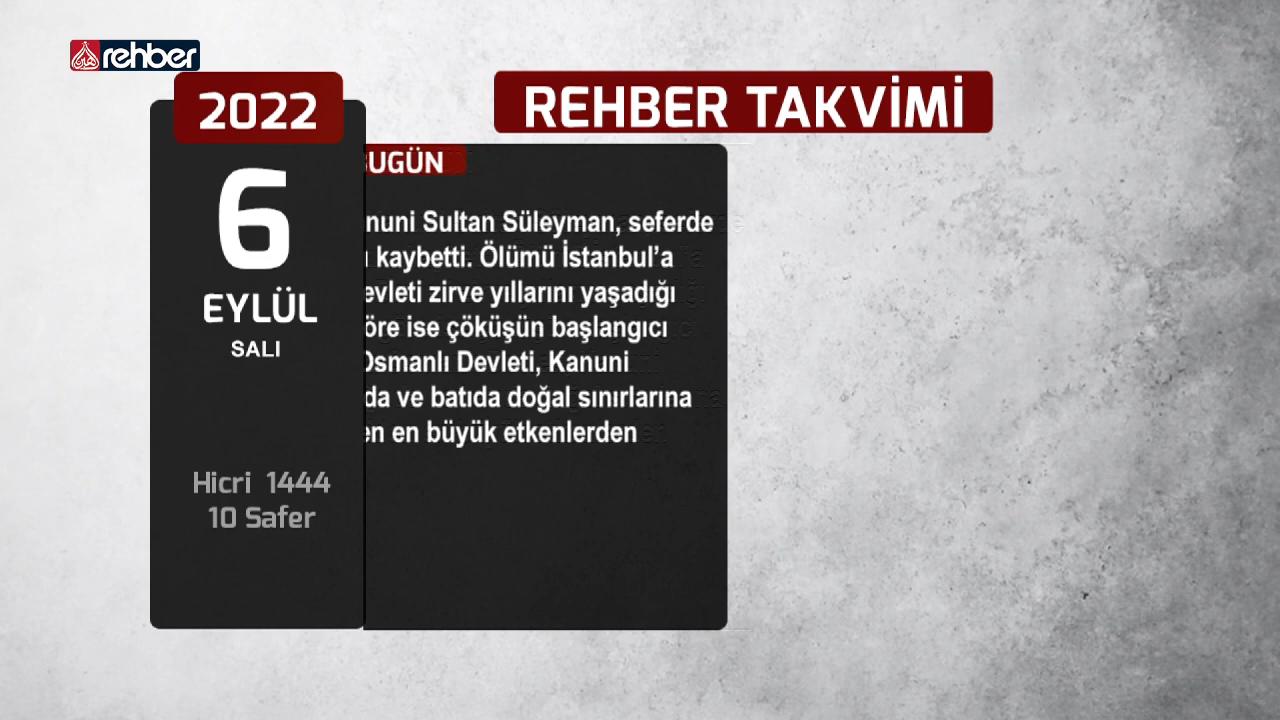 rehber
2022
REHBER TAKVİMİ
6
EYLÜL
SALI
Hicri 1444
10 Safer
UGÜN
nuni Sultan Süleyman, seferde
kaybetti. Ölümü İstanbul'a
evleti zirve yıllarını yaşadığı
öre ise çöküşün başlangıcı
Osmanlı Devleti, Kanuni
da ve batıda doğal sınırlarına
en en büyük etkenlerden